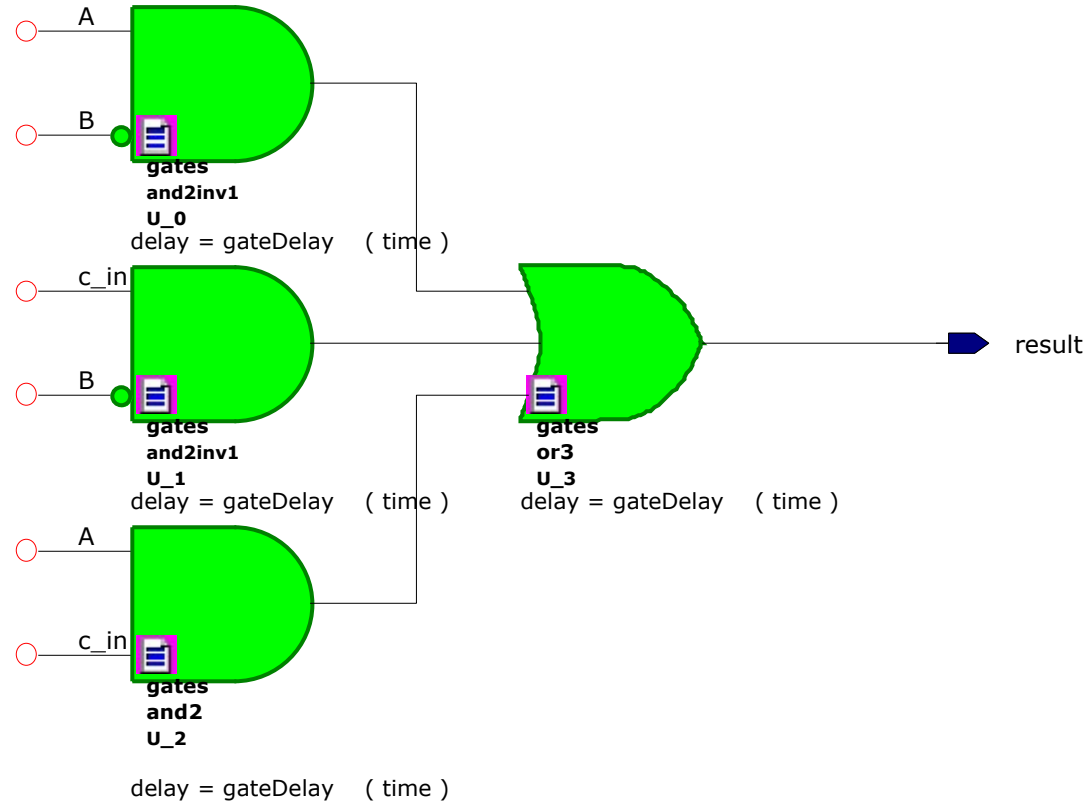 A
B
gates
and2inv1
U_0
delay = gateDelay ( time )
c_in
B
gates
and2inv1
U_1
delay = gateDelay ( time )
A
c_in
gates
and2
U_2
delay = gateDelay ( time )
gates
or3
U_3
delay = gateDelay ( time )
result